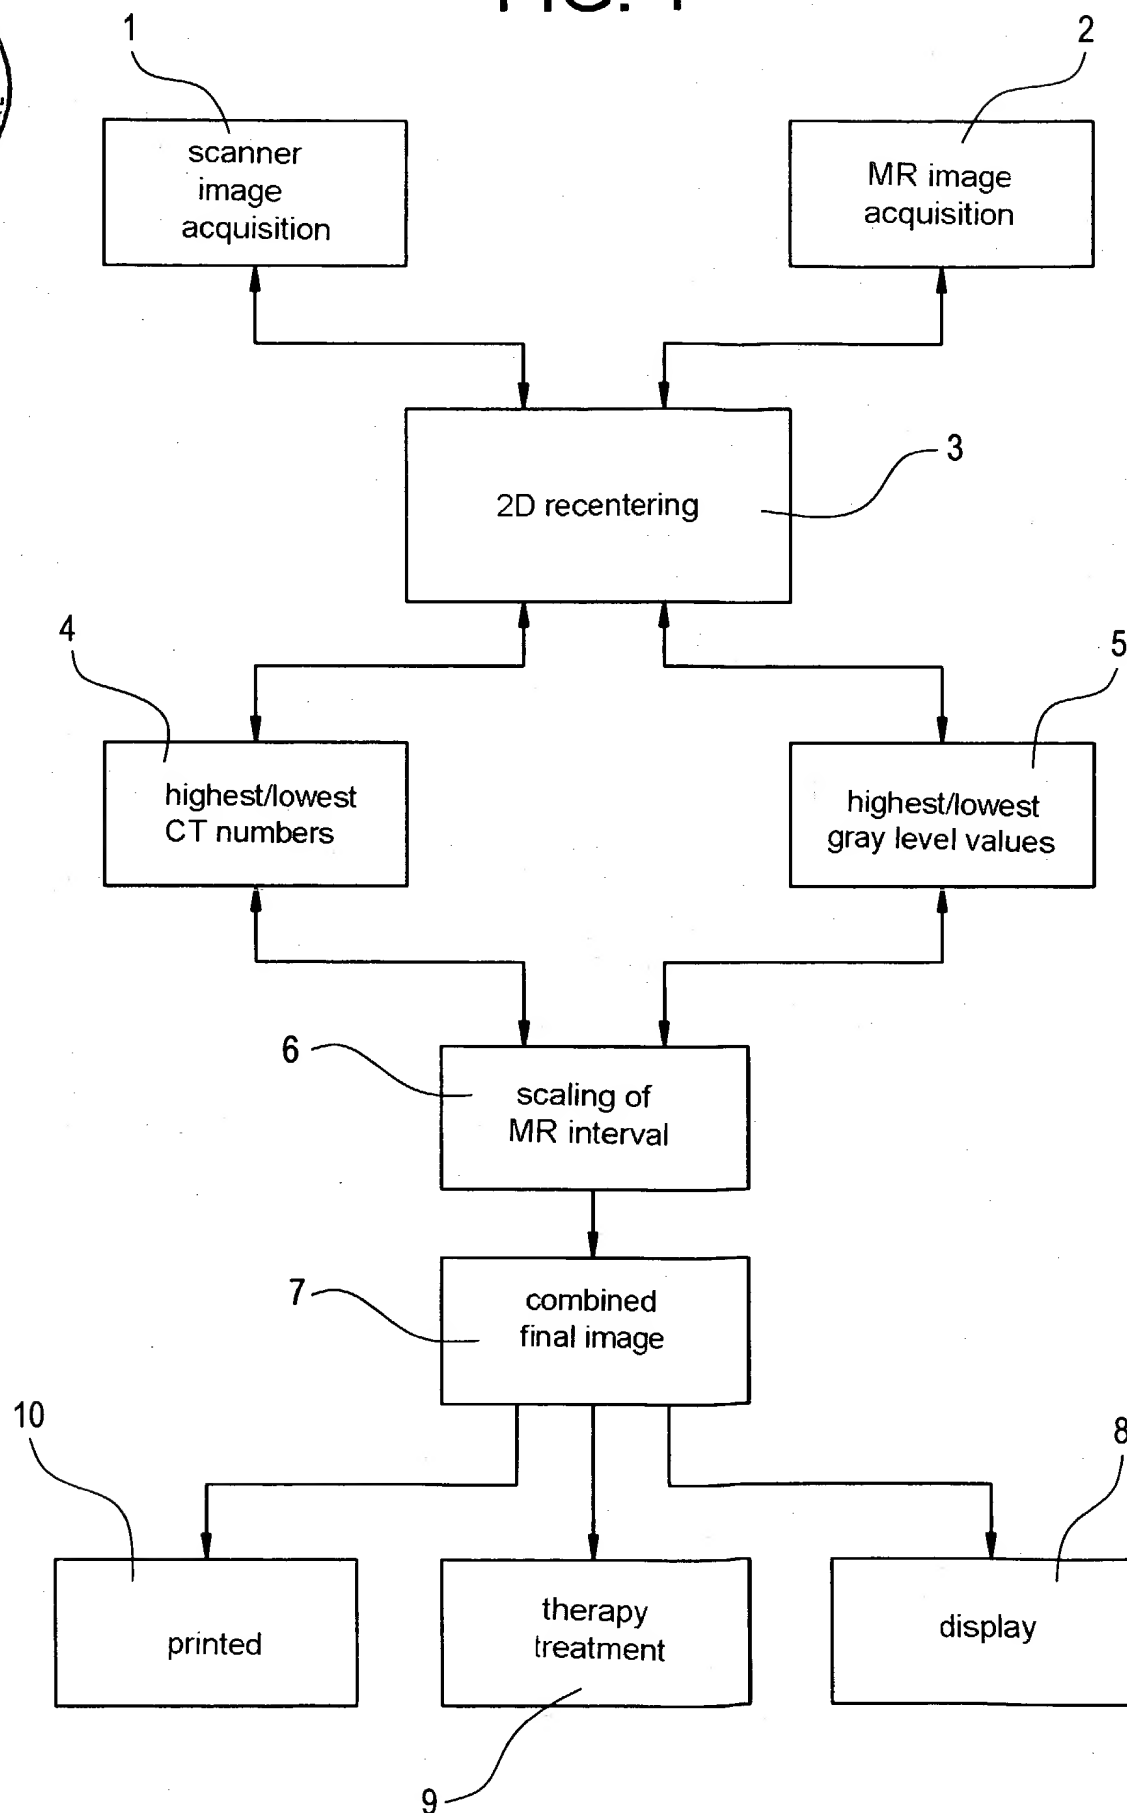 1
2
scanner
image
acquisition
MR image
acquisition
2D recentering
3
4
5
highest/lowest
CT numbers
highest/lowest
gray level values
6
scaling of
MR interval
7
combined
final image
10
8
printed
therapy
treatment
display
9